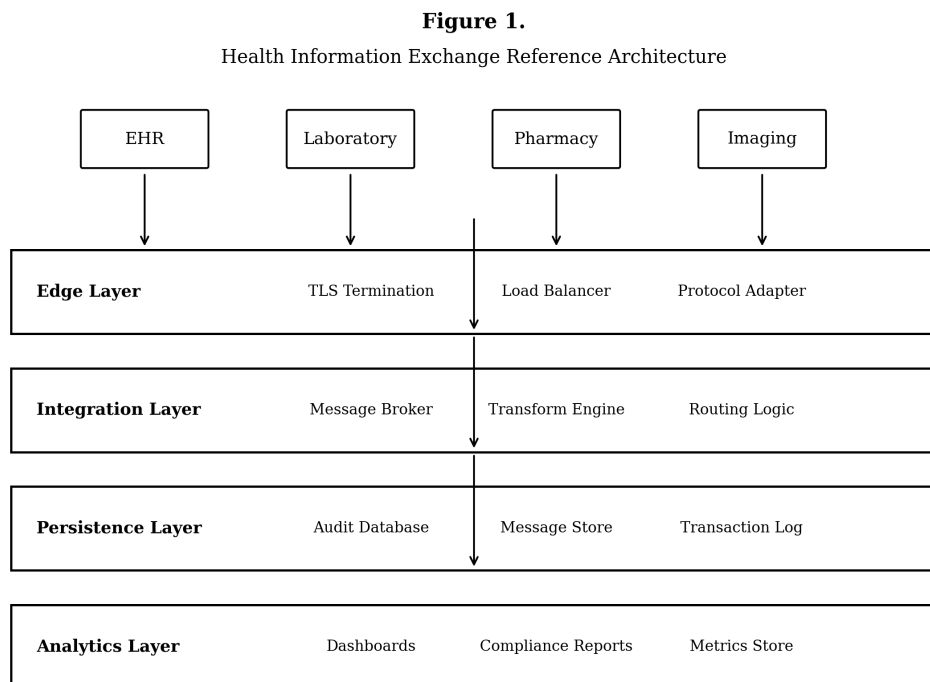 Figure 1.
Health Information Exchange Reference Architecture
EHR Laboratory Pharmacy Imaging
Edge Layer TLS Termination Load Balancer Protocol Adapter
Integration Layer Message Broker Transform Engine Routing Logic
Persistence Layer Audit Database Message Store Transaction Log
Analytics Layer Dashboards Compliance Reports Metrics Store